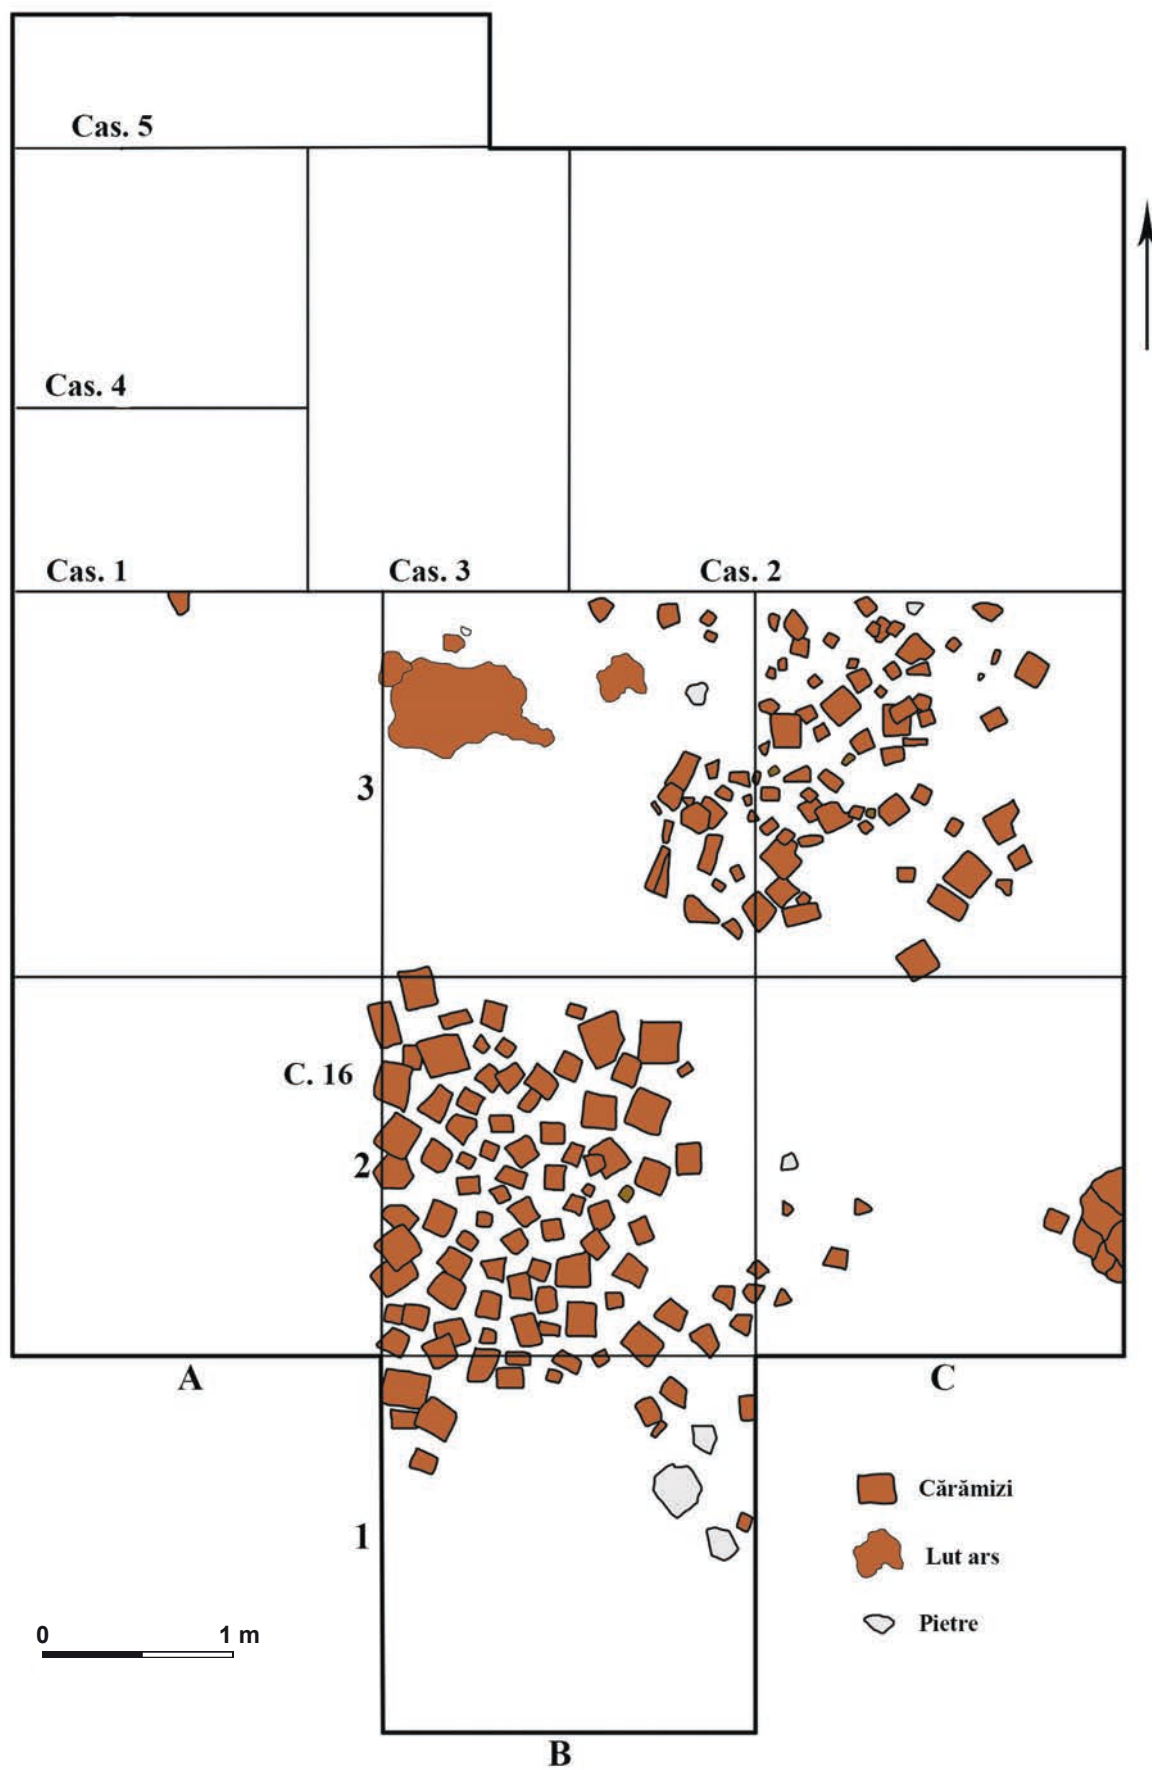 Cas. 5
Cas. 4
Cas. 1
Cas. 3
Cas. 2
3
C. 16
2
A
C
1
Cărămizi
Lut ars
Pietre
0 1 m
B